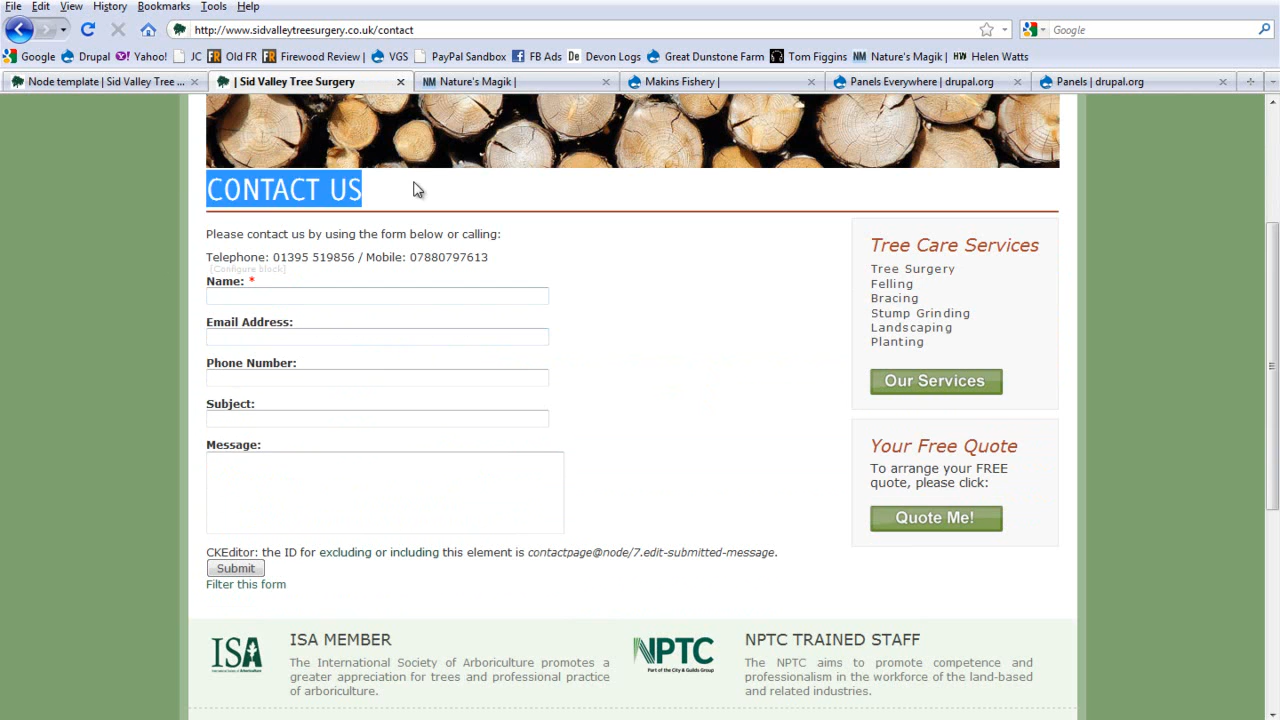 File Edit View History Bookmarks Tools Help
http://www.sidvalleytreesurgery.co.uk/contact
Google
Google Drupal Yahoo! JC Old FR Firewood Review | VGS PayPal Sandbox FB Ads Devon Logs Great Dunstone Farm Tom Figgins Nature's Magik | Helen Watts
Node template | Sid Valley Tree ... | Sid Valley Tree Surgery Nature's Magik | Makins Fishery | Panels Everywhere | drupal.org Panels | drupal.org
CONTACT US
Please contact us by using the form below or calling:
Telephone: 01395 519856 / Mobile: 07880797613
[Configure block]
Name: *
Email Address:
Phone Number:
Subject:
Message:
CKEditor: the ID for excluding or including this element is contactpage@node/7.edit-submitted-message.
Submit
Filter this form
Tree Care Services
Tree Surgery
Felling
Bracing
Stump Grinding
Landscaping
Planting
Our Services
Your Free Quote
To arrange your FREE
quote, please click:
Quote Me!
ISA
ISA MEMBER
The International Society of Arboriculture promotes a
greater appreciation for trees and professional practice
of arboriculture.
NPTC
Part of the City & Guilds Group
NPTC TRAINED STAFF
The NPTC aims to promote competence and
professionalism in the workforce of the land-based
and related industries.